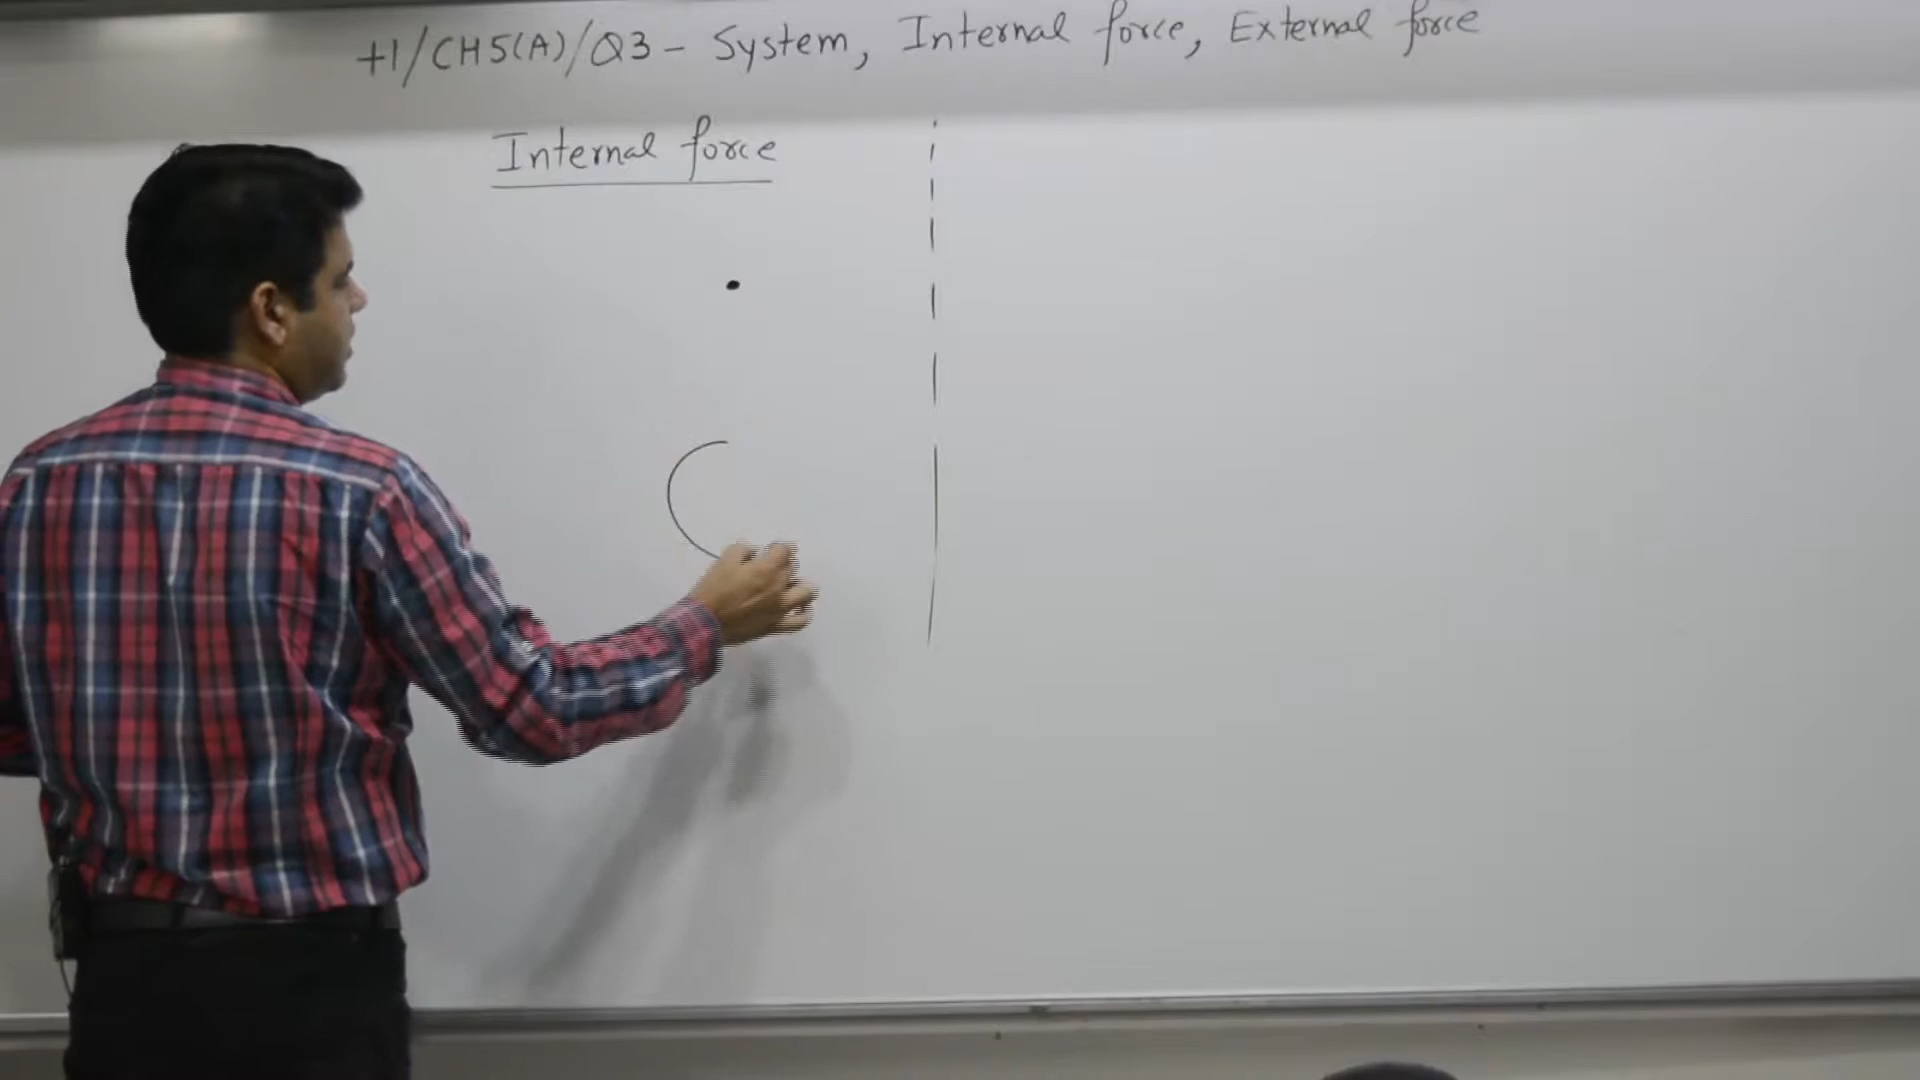 +1/CH5(A)/Q3 - System, Internal force, External force
Internal force